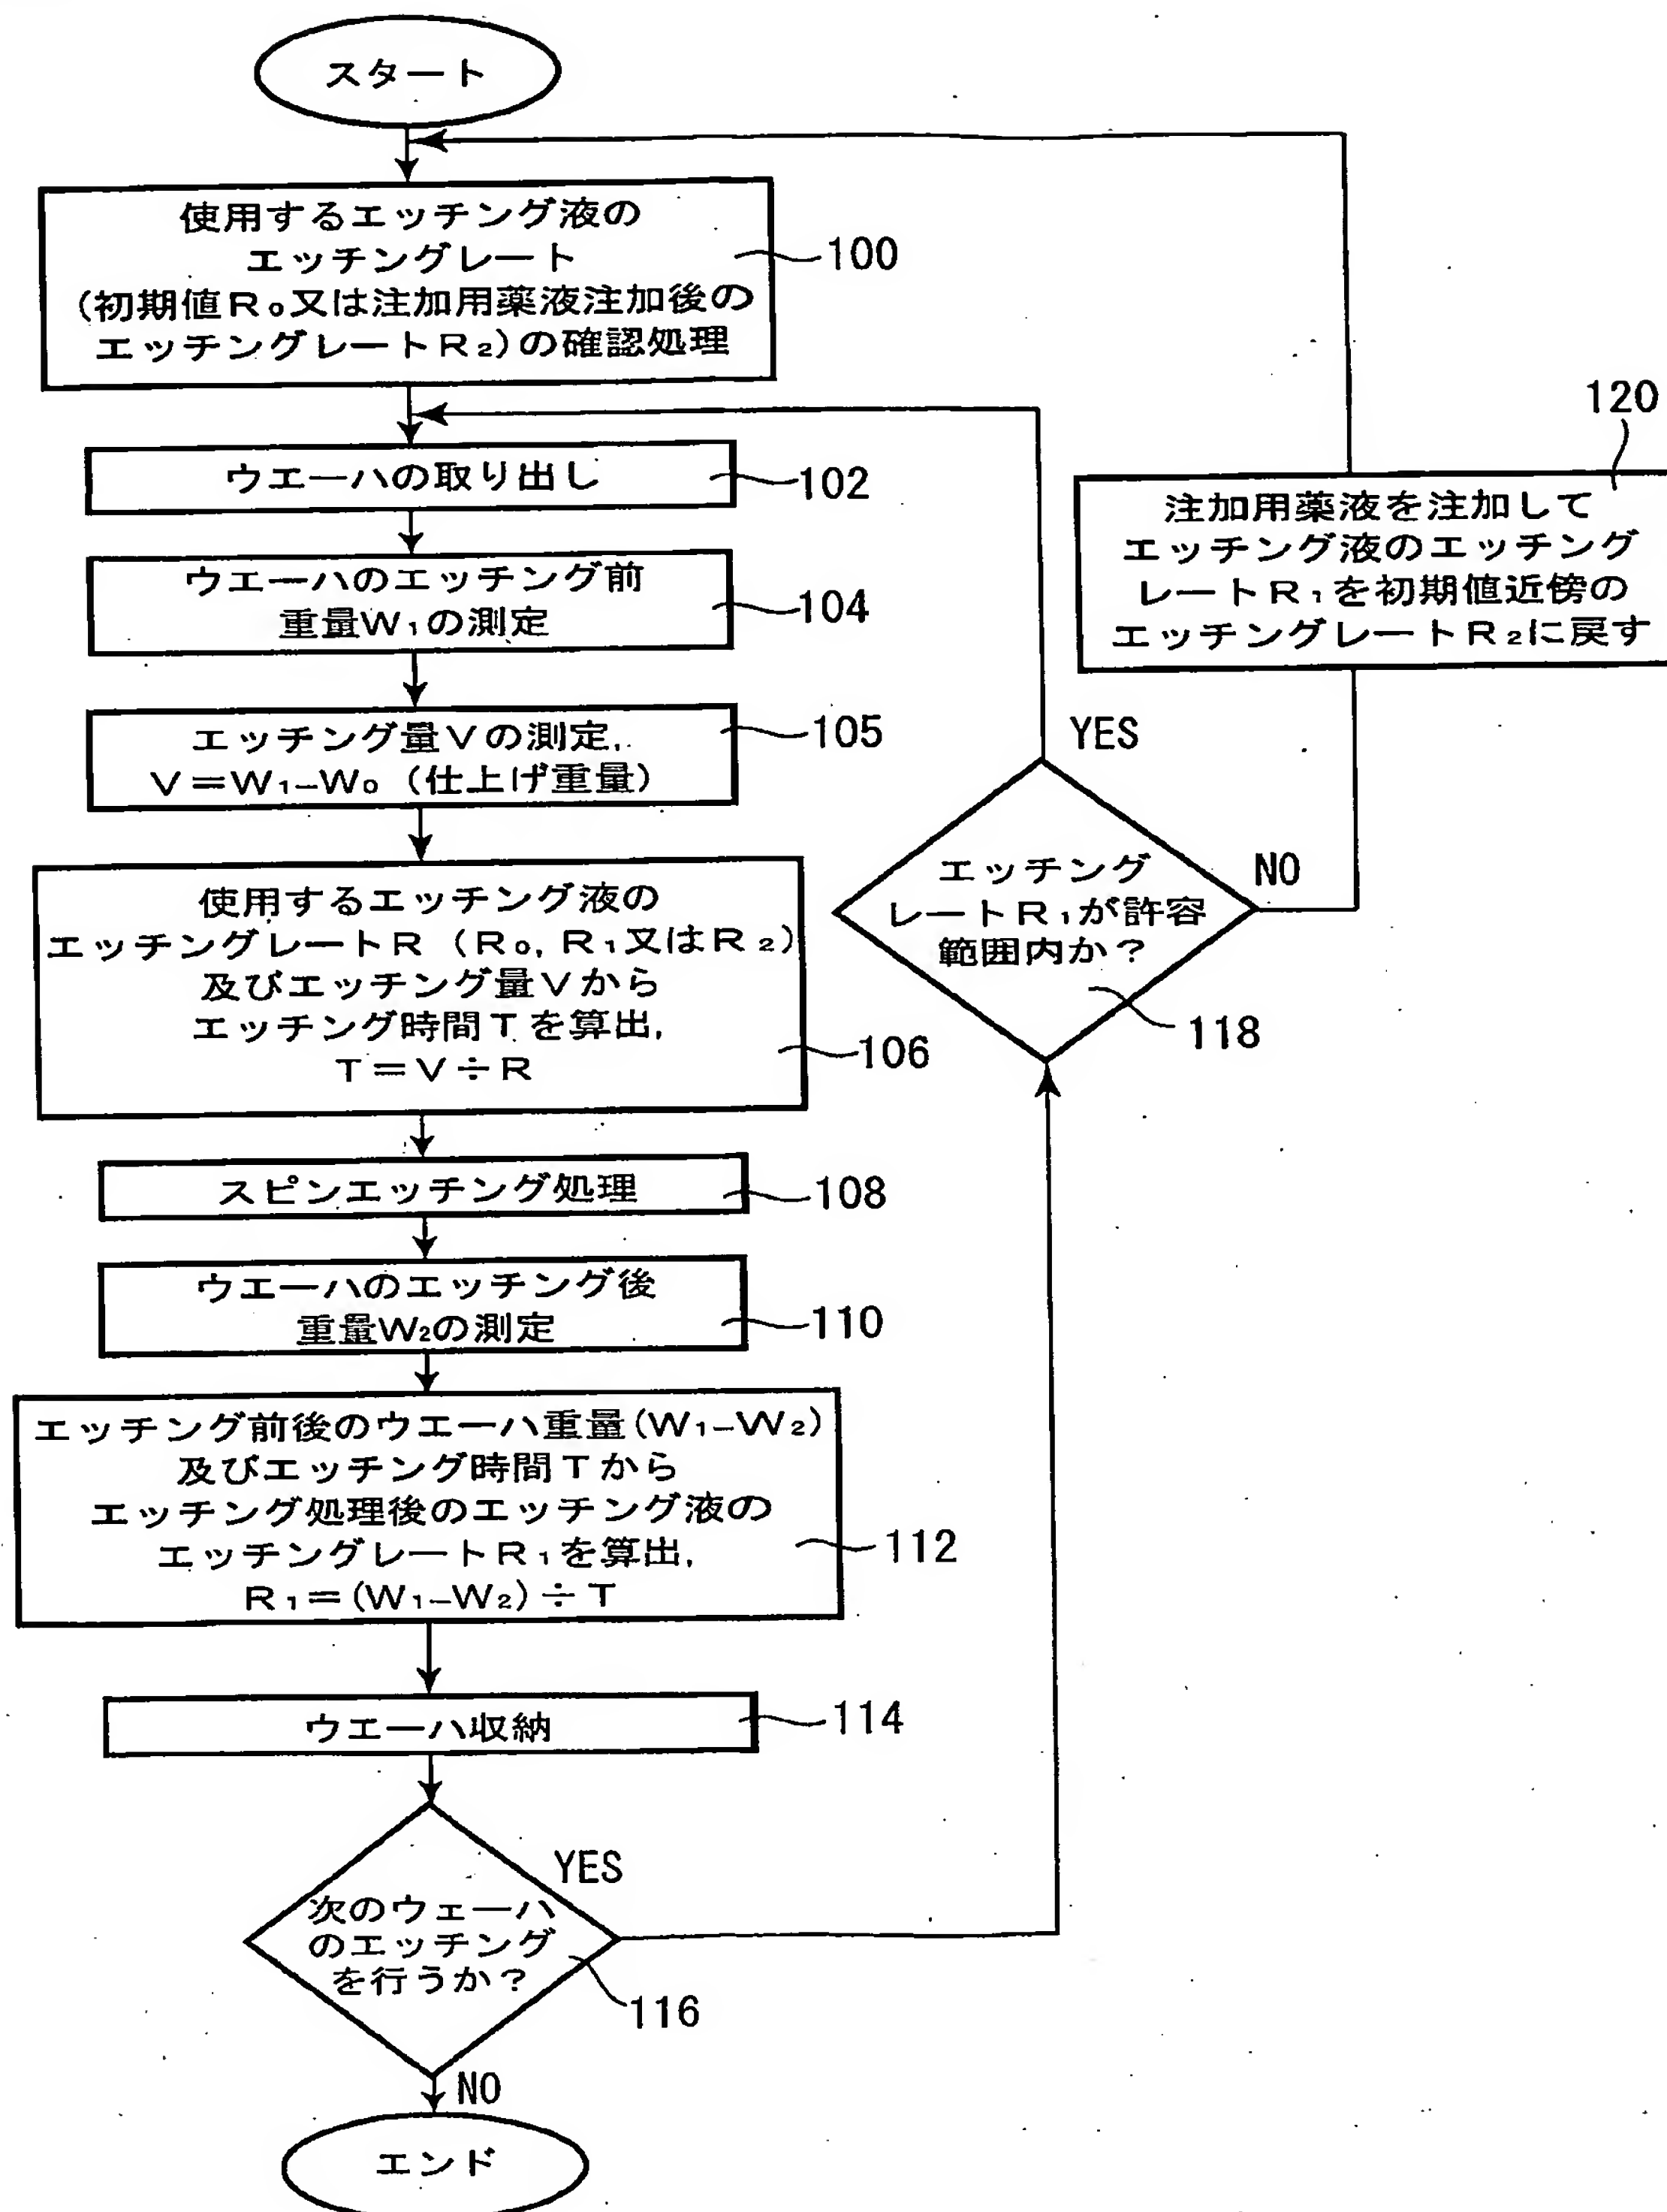 スタート
使用するエッチング液の
エッチングレート
(初期値R₀又は注加用薬液注加後の
エッチングレートR₂)の確認処理
100
ウエーハの取り出し
102
ウエーハのエッチング前
重量W₁の測定
104
エッチング量Vの測定,
V=W₁-W₀ (仕上げ重量)
105
使用するエッチング液の
エッチングレートR (R₀, R₁又はR₂)
及びエッチング量Vから
エッチング時間Tを算出,
T=V÷R
106
スピンエッチング処理
108
ウエーハのエッチング後
重量W₂の測定
110
エッチング前後のウエーハ重量(W₁-W₂)
及びエッチング時間Tから
エッチング処理後のエッチング液の
エッチングレートR₁を算出,
R₁=(W₁-W₂)÷T
112
ウエーハ収納
114
次のウェーハ
のエッチング
を行うか?
116
YES
NO
エンド
エッチング
レートR₁が許容
範囲内か?
118
YES
NO
120
注加用薬液を注加して
エッチング液のエッチング
レートR₁を初期値近傍の
エッチングレートR₂に戻す